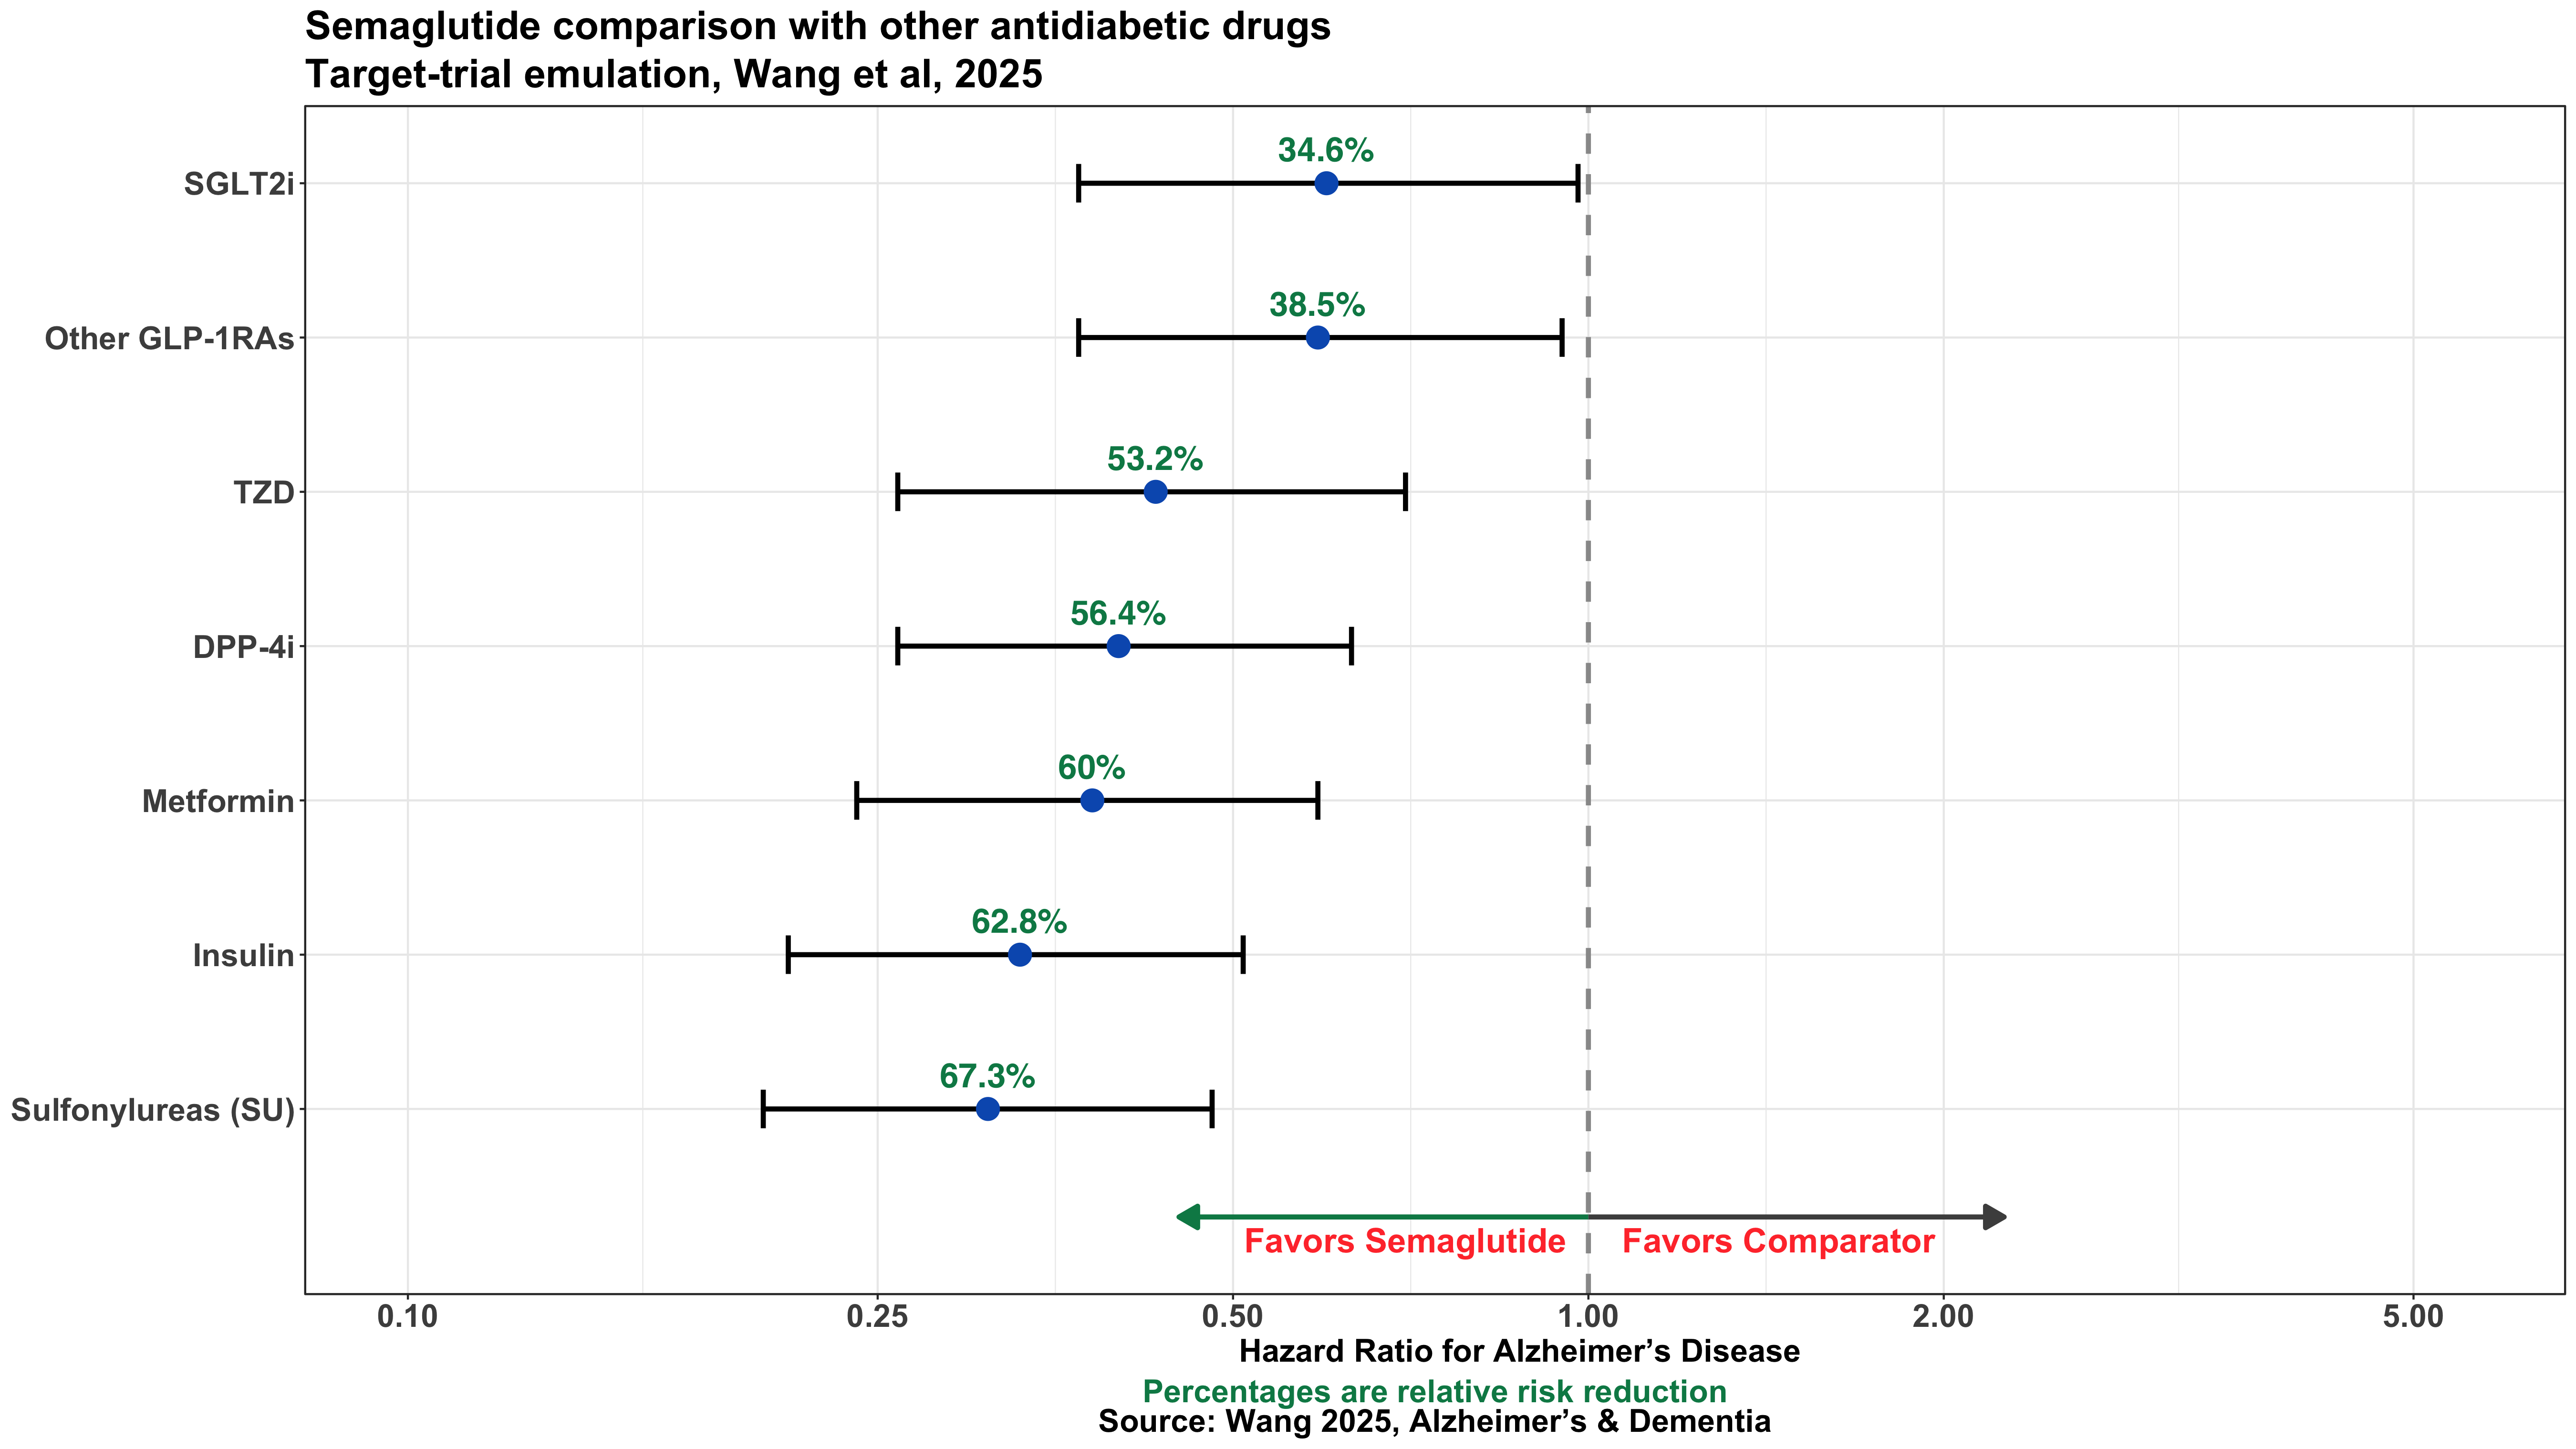 Semaglutide comparison with other antidiabetic drugs
Target-trial emulation, Wang et al, 2025
SGLT2i
34.6%
Other GLP-1RAs
38.5%
TZD
53.2%
DPP-4i
56.4%
Metformin
60%
Insulin
62.8%
Sulfonylureas (SU)
67.3%
Favors Semaglutide
Favors Comparator
0.10
0.25
0.50
1.00
2.00
5.00
Hazard Ratio for Alzheimer’s Disease
Percentages are relative risk reduction
Source: Wang 2025, Alzheimer’s & Dementia